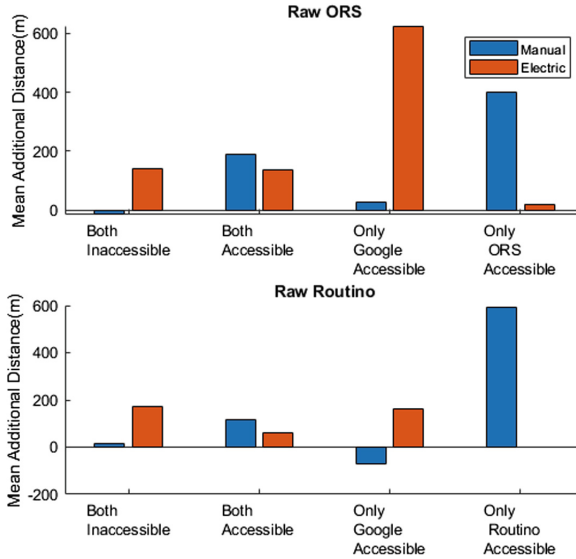 Raw ORS
Mean Additional Distance(m)
600
400
200
0
Manual
Electric
Both Inaccessible
Both Accessible
Only Google Accessible
Only ORS Accessible
Raw Routino
Mean Additional Distance(m)
600
400
200
0
-200
Both Inaccessible
Both Accessible
Only Google Accessible
Only Routino Accessible